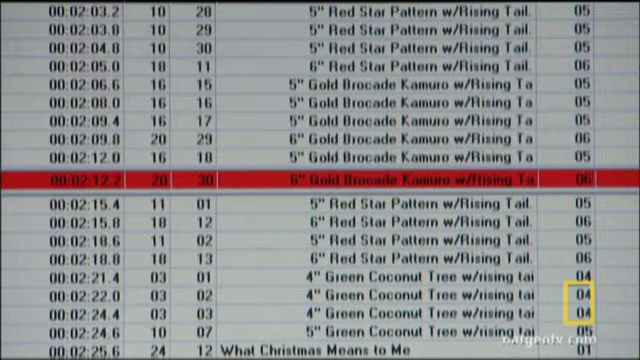 00:02:03.2 10 28 5" Red Star Pattern w/Rising Tail. 05
00:02:03.8 10 29 5" Red Star Pattern w/Rising Tail. 05
00:02:04.8 10 30 5" Red Star Pattern w/Rising Tail. 05
00:02:05.0 18 11 6" Red Star Pattern w/Rising Tail. 06
00:02:06.6 16 15 5" Gold Brocade Kamuro w/Rising Ta 05
00:02:08.0 16 16 5" Gold Brocade Kamuro w/Rising Ta 05
00:02:09.4 16 17 5" Gold Brocade Kamuro w/Rising Ta 05
00:02:09.8 20 29 6" Gold Brocade Kamuro w/Rising Ta 06
00:02:12.0 16 18 5" Gold Brocade Kamuro w/Rising Ta 05
00:02:12.2 20 30 6" Gold Brocade Kamuro w/Rising Ta 06
00:02:15.4 11 01 5" Red Star Pattern w/Rising Tail. 05
00:02:15.8 18 12 6" Red Star Pattern w/Rising Tail. 06
00:02:18.6 11 02 5" Red Star Pattern w/Rising Tail. 05
00:02:18.8 18 13 6" Red Star Pattern w/Rising Tail. 06
00:02:21.4 03 01 4" Green Coconut Tree w/rising tai 04
00:02:22.0 03 02 4" Green Coconut Tree w/rising tai 04
00:02:24.4 03 03 4" Green Coconut Tree w/rising tai 04
00:02:24.6 10 07 5" Green Coconut Tree w/rising tai 05
natgeotv.com
00:02:25.6 24 12 What Christmas Means to Me 01